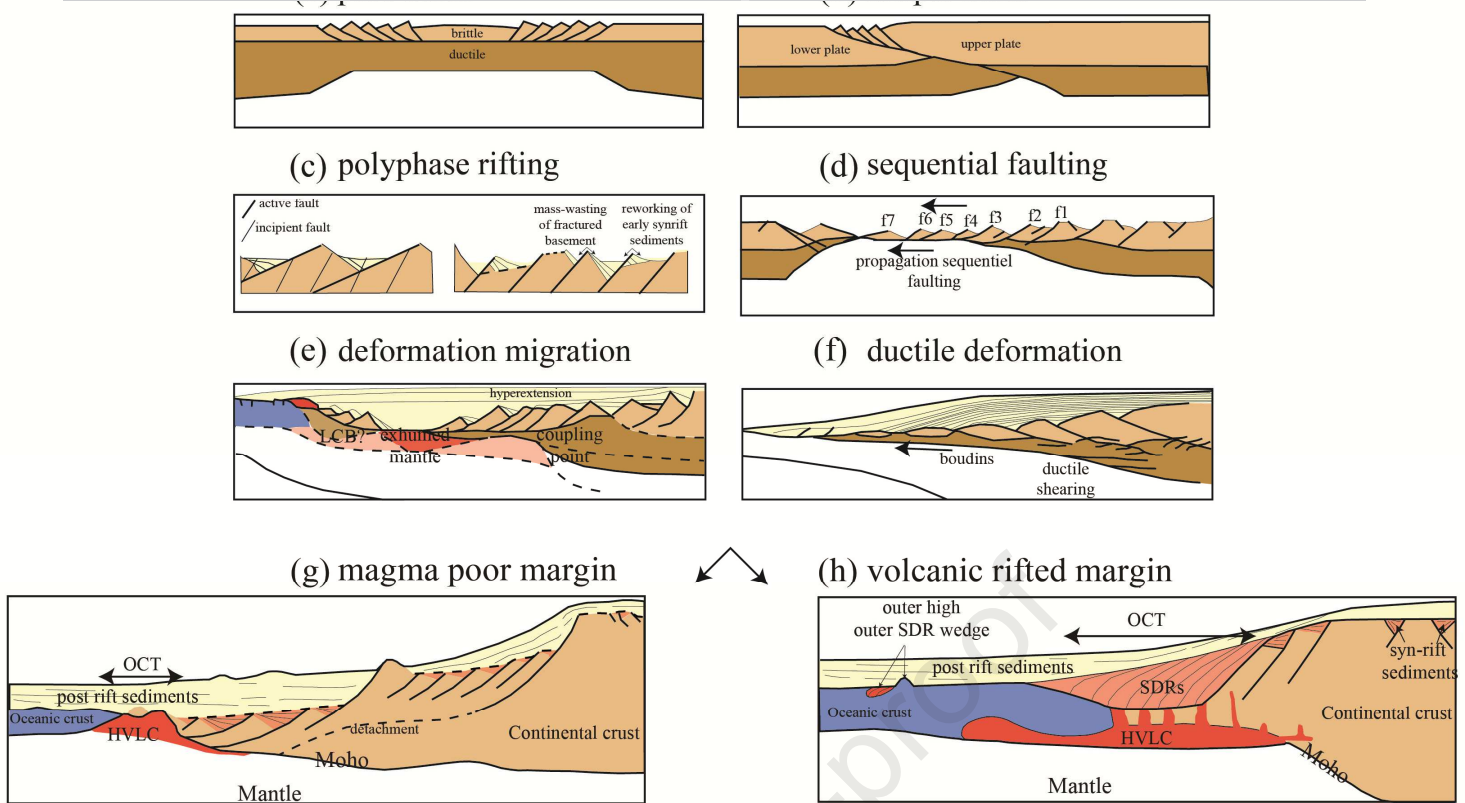 brittle
ductile
lower plate
upper plate
(c) polyphase rifting
(d) sequential faulting
active fault
incipient fault
mass-wasting
of fractured
basement
reworking of
early synrift
sediments
f7 f6 f5 f4 f3 f2 f1
propagation sequentiel
faulting
(e) deformation migration
(f) ductile deformation
hyperextension
LCB? exhumed
mantle
coupling
point
boudins
ductile
shearing
(g) magma poor margin
(h) volcanic rifted margin
OCT
post rift sediments
Oceanic crust
HVLC
detachment
Moho
Continental crust
Mantle
outer high
outer SDR wedge
OCT
post rift sediments
syn-rift
sediments
SDRs
Oceanic crust
Continental crust
HVLC
Moho
Mantle